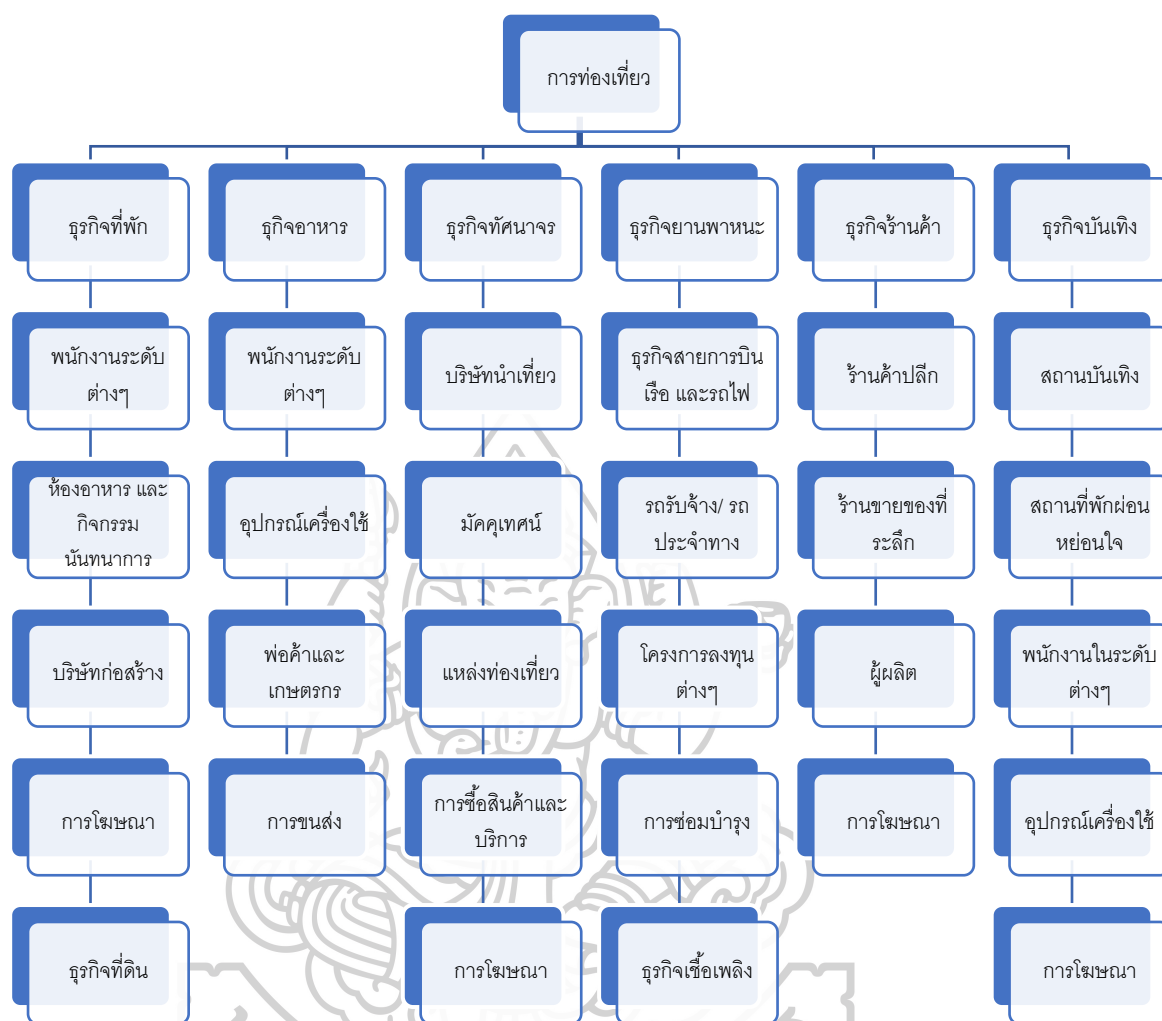 การท่องเที่ยว
ธุรกิจที่พัก
ธุกิจอาหาร
ธุรกิจทัศนาจร
ธุรกิจยานพาหนะ
ธุรกิจร้านค้า
ธุรกิจบันเทิง
พนักงานระดับ
ต่างๆ
พนักงานระดับ
ต่างๆ
บริษัทนำเที่ยว
ธุรกิจสายการบิน
เรือ และรถไฟ
ร้านค้าปลีก
สถานบันเทิง
ห้องอาหาร และ
กิจกรรม
นันทนาการ
อุปกรณ์เครื่องใช้
มัคคุเทศน์
รถรับจ้าง/ รถ
ประจำทาง
ร้านขายของที่
ระลึก
สถานที่พักผ่อน
หย่อนใจ
บริษัทก่อสร้าง
พ่อค้าและ
เกษตรกร
แหล่งท่องเที่ยว
โครงการลงทุน
ต่างๆ
ผู้ผลิต
พนักงานในระดับ
ต่างๆ
การโฆษณา
การขนส่ง
การซื้อสินค้าและ
บริการ
การซ่อมบำรุง
การโฆษณา
อุปกรณ์เครื่องใช้
ธุรกิจที่ดิน
การโฆษณา
ธุรกิจเชื้อเพลิง
การโฆษณา